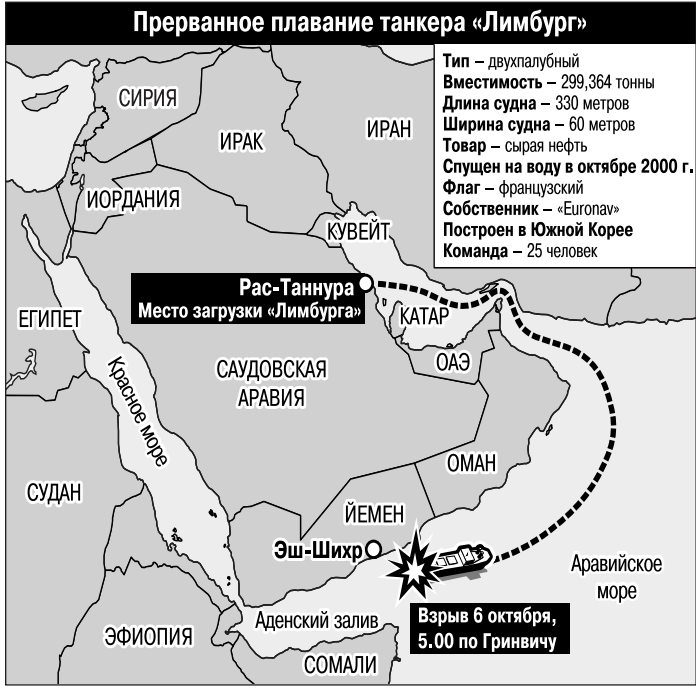 Прерванное плавание танкера «Лимбург»
Тип – двухпалубный
Вместимость – 299,364 тонны
Длина судна – 330 метров
Ширина судна – 60 метров
Товар – сырая нефть
Спущен на воду в октябре 2000 г.
Флаг – французский
Собственник – «Euronav»
Построен в Южной Корее
Команда – 25 человек
СИРИЯ
ИРАК
ИРАН
ИОРДАНИЯ
КУВЕЙТ
Рас-Таннура
Место загрузки «Лимбурга»
ЕГИПЕТ
КАТАР
ОАЭ
САУДОВСКАЯ
АРАВИЯ
Красное море
ОМАН
СУДАН
ЙЕМЕН
Эш-Шихр
Аравийское
море
Взрыв 6 октября,
5.00 по Гринвичу
Аденский залив
ЭФИОПИЯ
СОМАЛИ